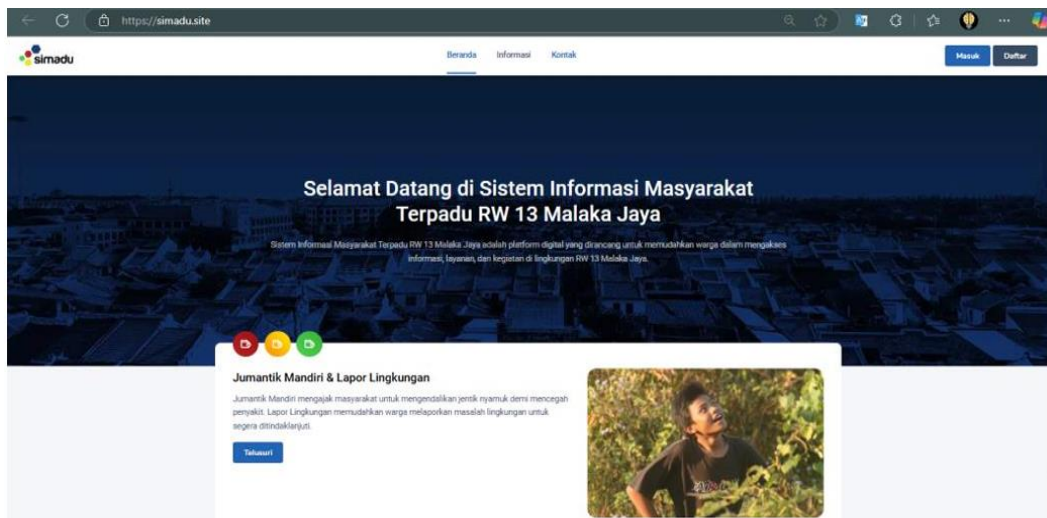 https://simadu.site
simadu
Beranda Informasi Kontak
Masuk Daftar
Selamat Datang di Sistem Informasi Masyarakat
Terpadu RW 13 Malaka Jaya
Sistem Informasi Masyarakat Terpadu RW 13 Malaka Jaya adalah platform digital yang dirancang untuk memudahkan warga dalam mengakses
informasi, layanan, dan kegiatan di lingkungan RW 13 Malaka Jaya.
Jumantik Mandiri & Lapor Lingkungan
Jumantik Mandiri mengajak masyarakat untuk mengendalikan jentik nyamuk demi mencegah
penyakit. Lapor Lingkungan memudahkan warga melaporkan masalah lingkungan untuk
segera ditindaklanjuti.
Telusuri